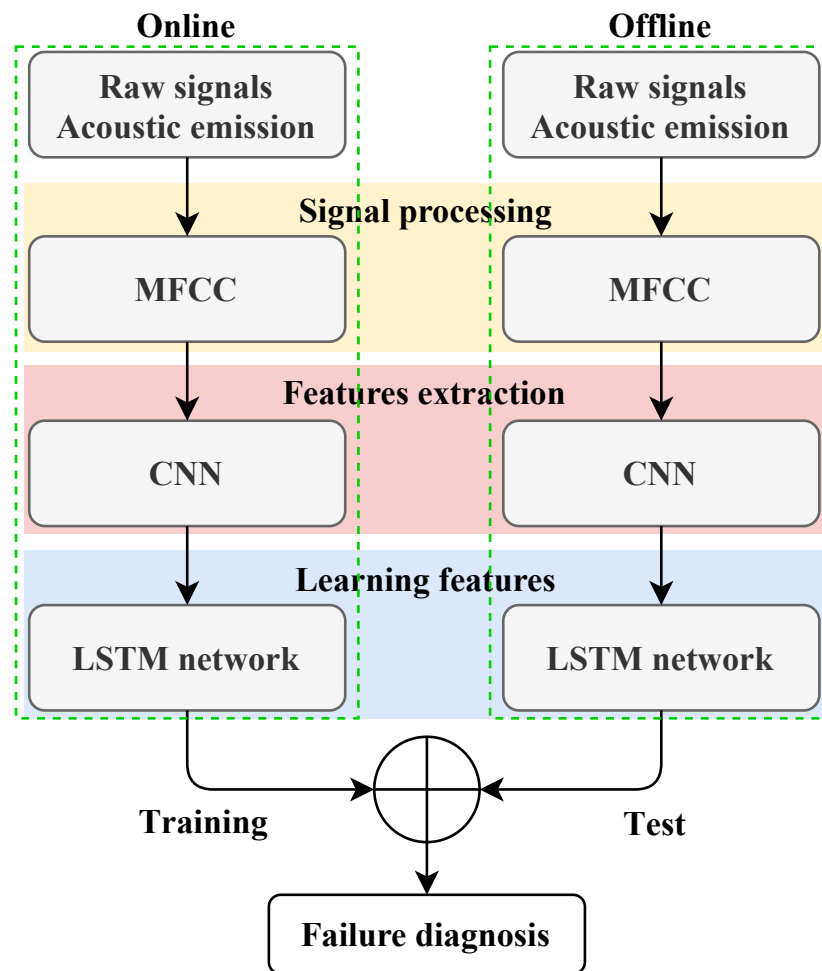 Online
Offline
Raw signals
Acoustic emission
Raw signals
Acoustic emission
Signal processing
MFCC
MFCC
Features extraction
CNN
CNN
Learning features
LSTM network
LSTM network
Training
Test
Failure diagnosis